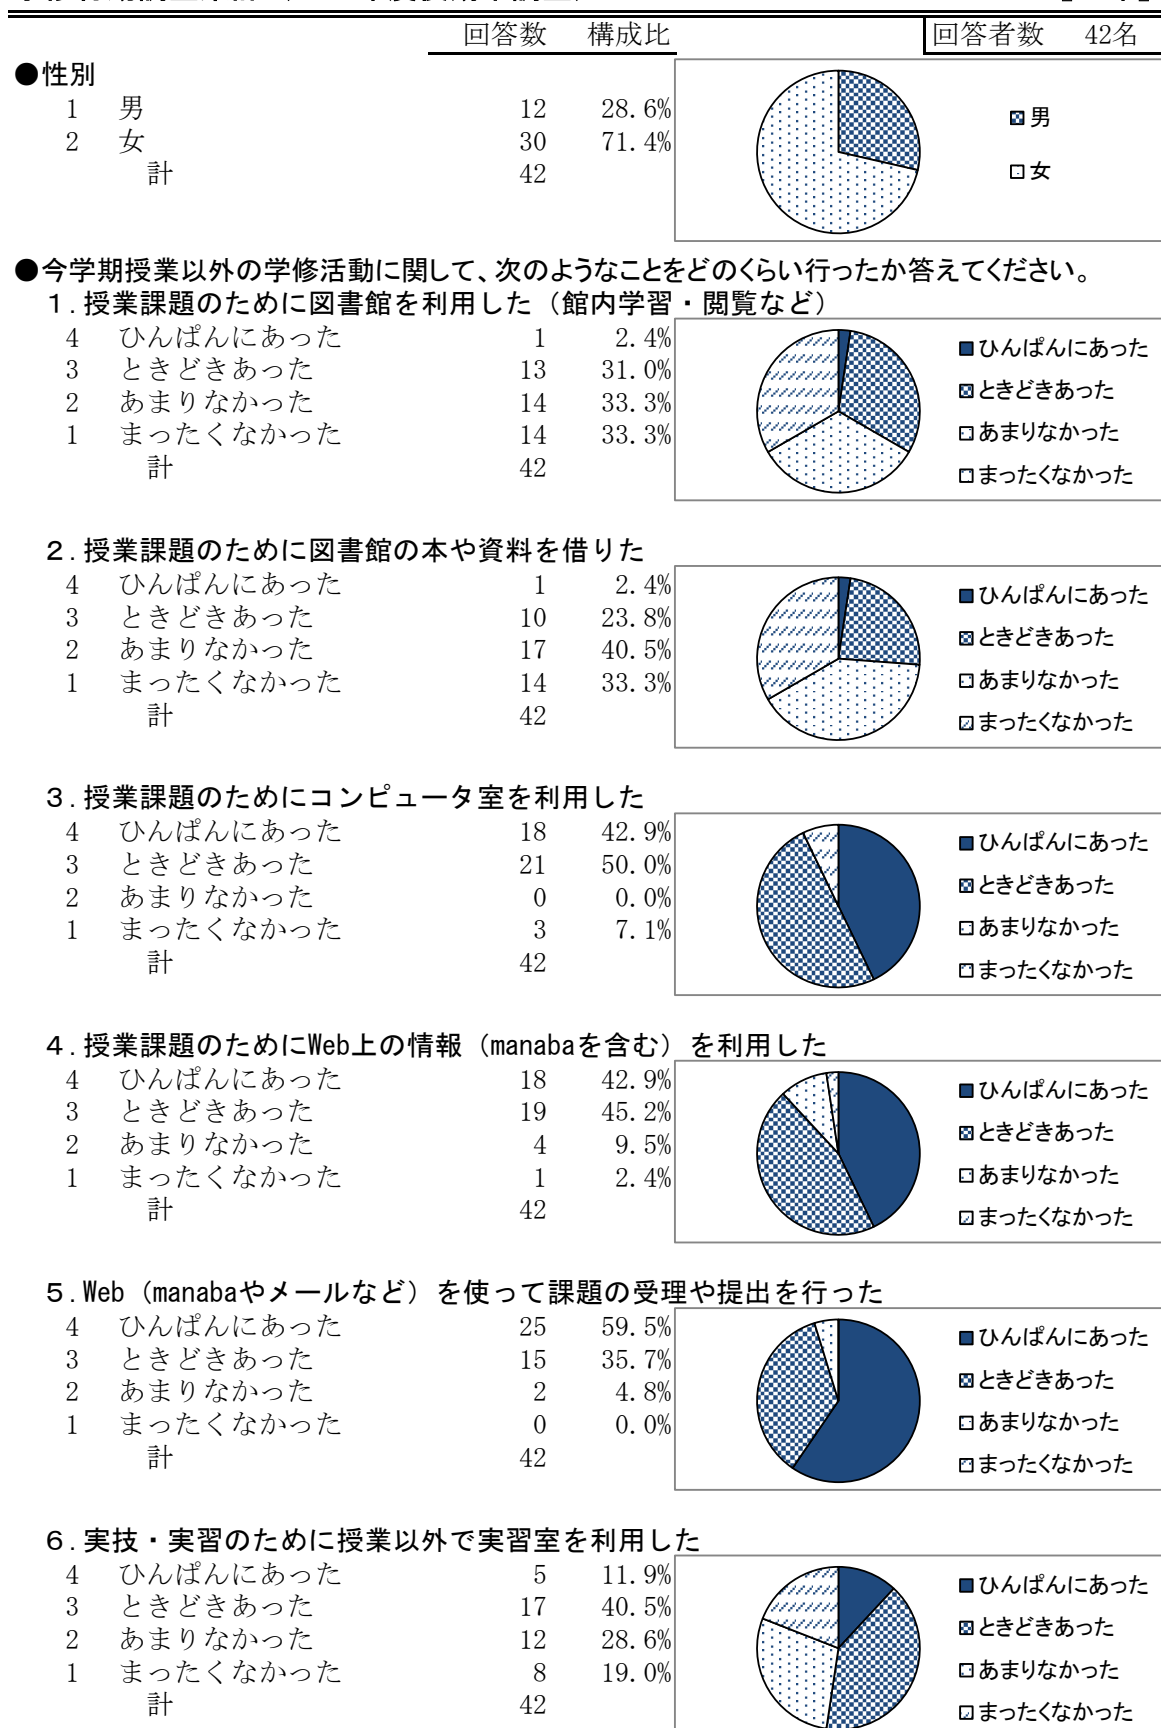 回答数 構成比 回答者数 42名
●性別
1 男 12 28.6%
2 女 30 71.4%
計 42
男
女
●今学期授業以外の学修活動に関して、次のようなことをどのくらい行ったか答えてください。
1.授業課題のために図書館を利用した（館内学習・閲覧など）
4 ひんぱんにあった 1 2.4%
3 ときどきあった 13 31.0%
2 あまりなかった 14 33.3%
1 まったくなかった 14 33.3%
計 42
ひんぱんにあった
ときどきあった
あまりなかった
まったくなかった
2.授業課題のために図書館の本や資料を借りた
4 ひんぱんにあった 1 2.4%
3 ときどきあった 10 23.8%
2 あまりなかった 17 40.5%
1 まったくなかった 14 33.3%
計 42
ひんぱんにあった
ときどきあった
あまりなかった
まったくなかった
3.授業課題のためにコンピュータ室を利用した
4 ひんぱんにあった 18 42.9%
3 ときどきあった 21 50.0%
2 あまりなかった 0 0.0%
1 まったくなかった 3 7.1%
計 42
ひんぱんにあった
ときどきあった
あまりなかった
まったくなかった
4.授業課題のためにWeb上の情報（manabaを含む）を利用した
4 ひんぱんにあった 18 42.9%
3 ときどきあった 19 45.2%
2 あまりなかった 4 9.5%
1 まったくなかった 1 2.4%
計 42
ひんぱんにあった
ときどきあった
あまりなかった
まったくなかった
5.Web（manabaやメールなど）を使って課題の受理や提出を行った
4 ひんぱんにあった 25 59.5%
3 ときどきあった 15 35.7%
2 あまりなかった 2 4.8%
1 まったくなかった 0 0.0%
計 42
ひんぱんにあった
ときどきあった
あまりなかった
まったくなかった
6.実技・実習のために授業以外で実習室を利用した
4 ひんぱんにあった 5 11.9%
3 ときどきあった 17 40.5%
2 あまりなかった 12 28.6%
1 まったくなかった 8 19.0%
計 42
ひんぱんにあった
ときどきあった
あまりなかった
まったくなかった